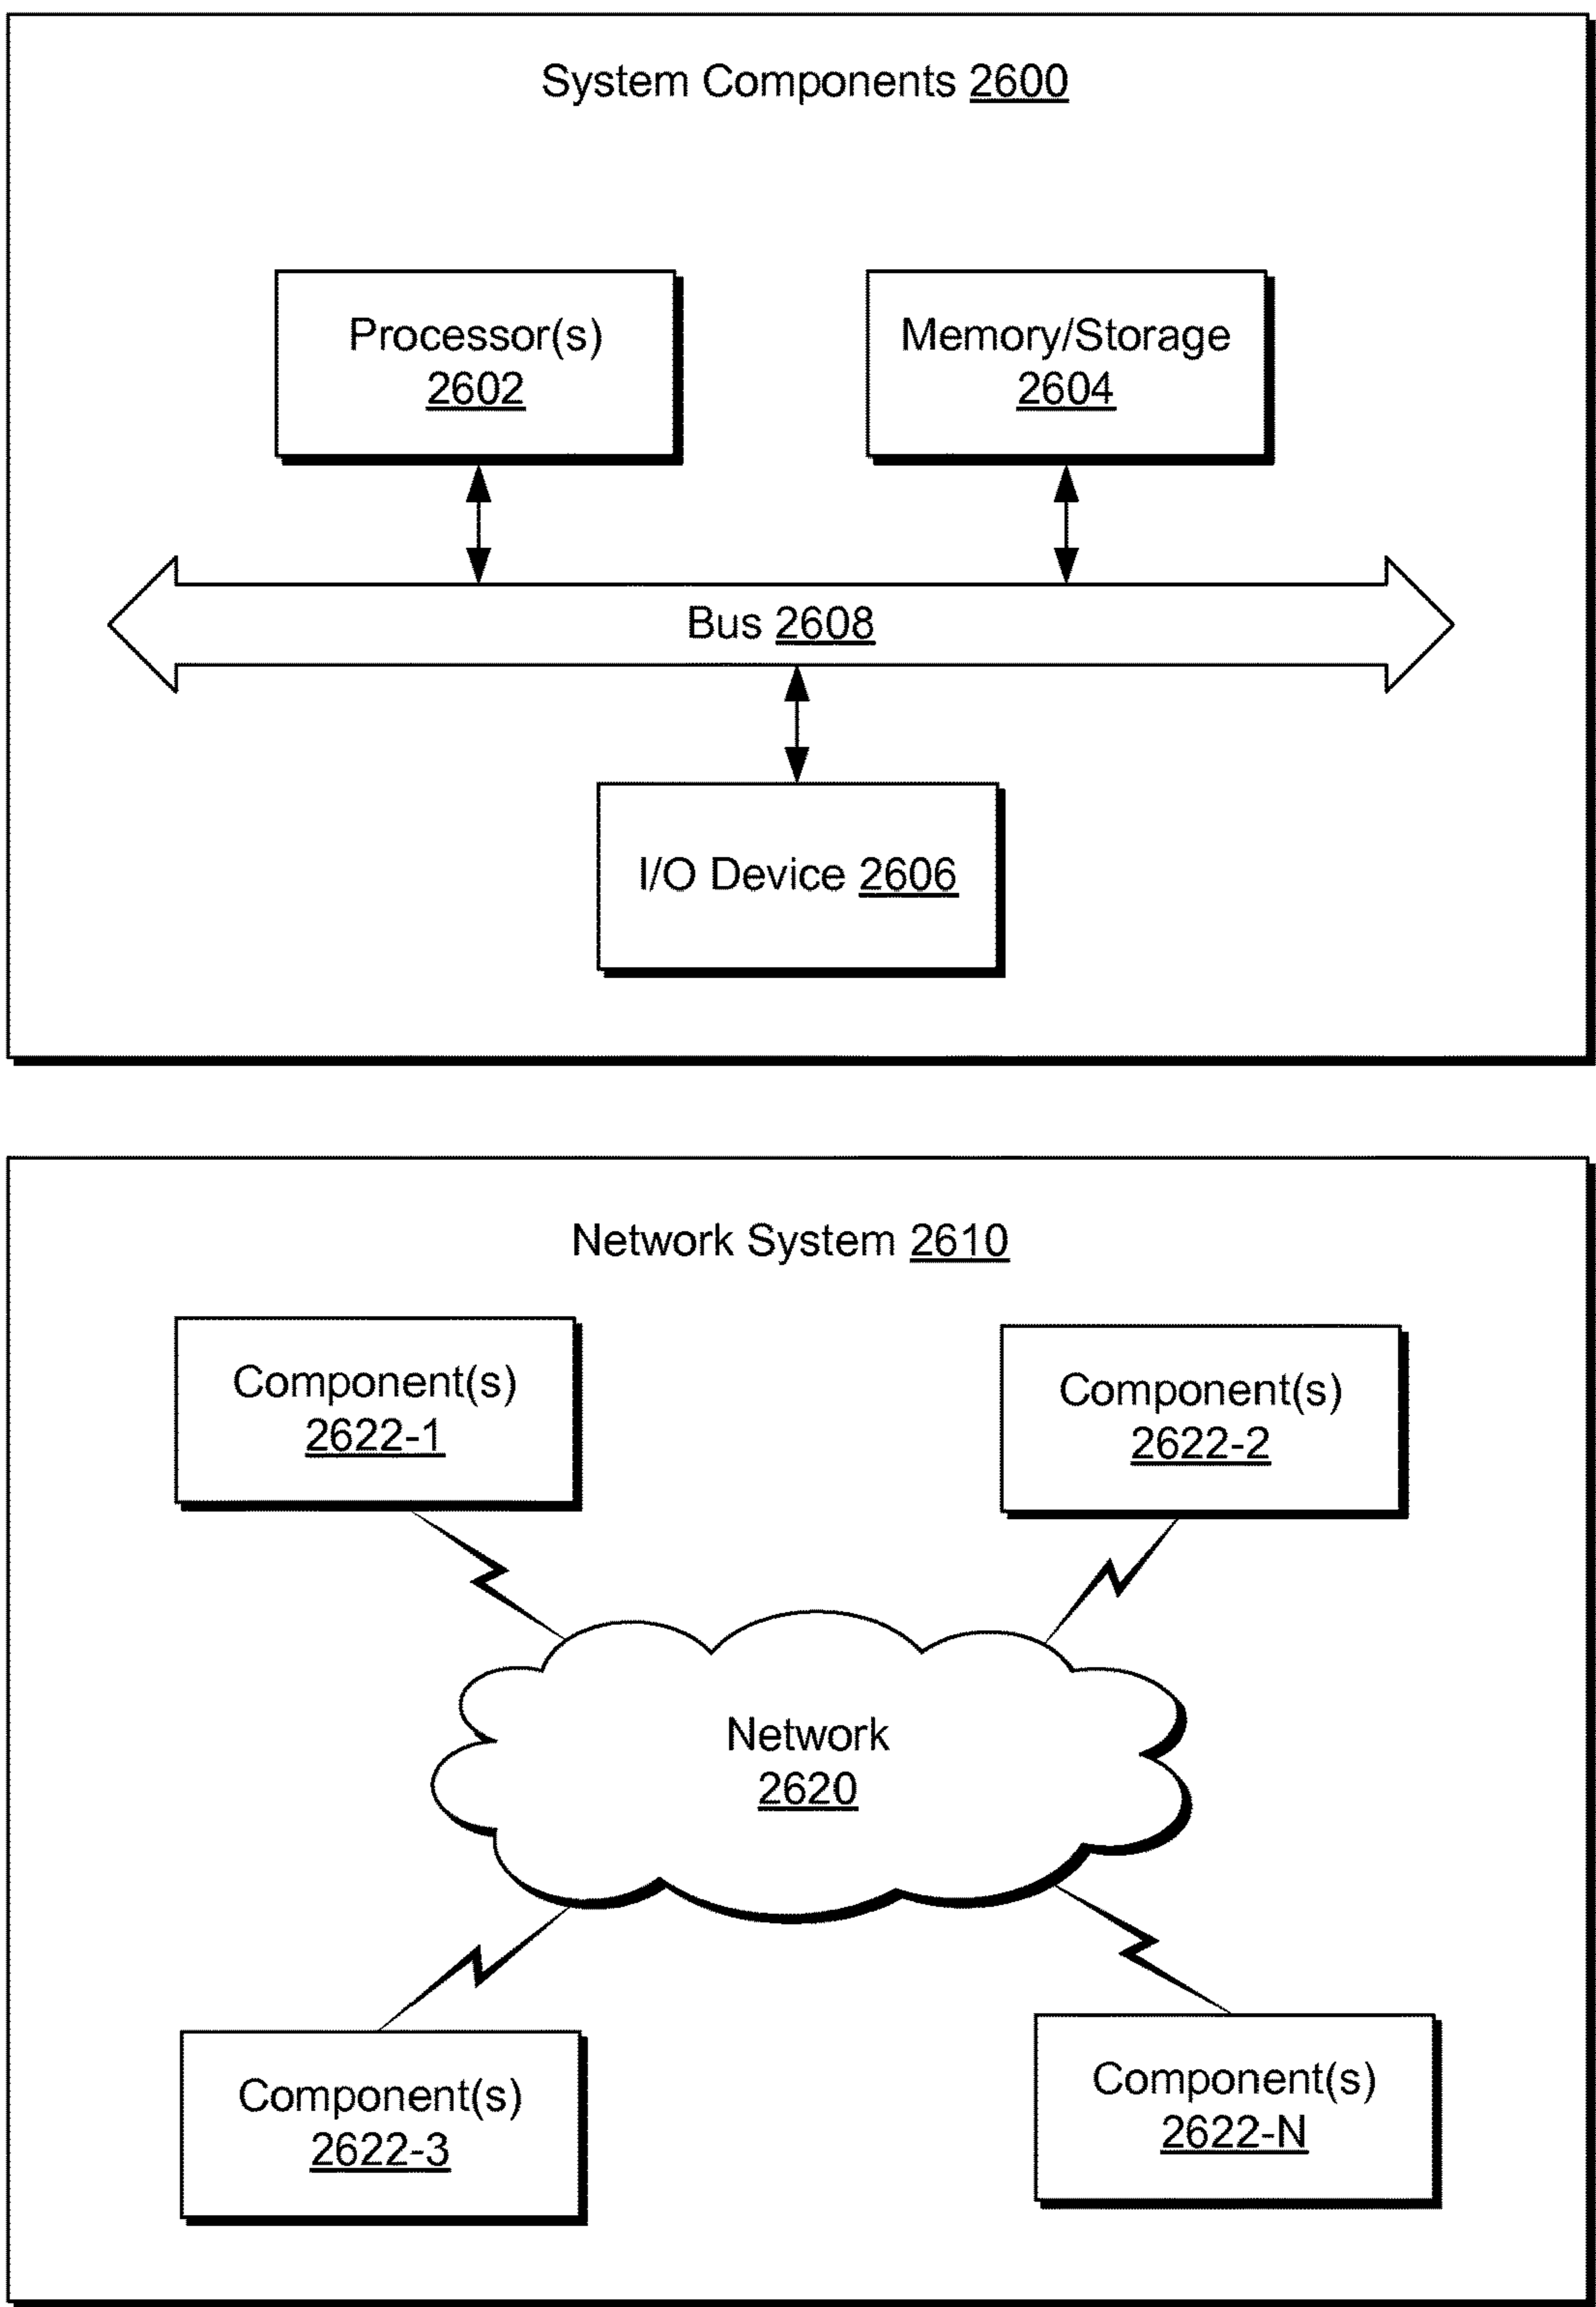 System Components 2600
Processor(s)
2602
Memory/Storage
2604
Bus 2608
I/O Device 2606
Network System 2610
Component(s)
2622-1
Component(s)
2622-2
Network
2620
Component(s)
2622-3
Component(s)
2622-N